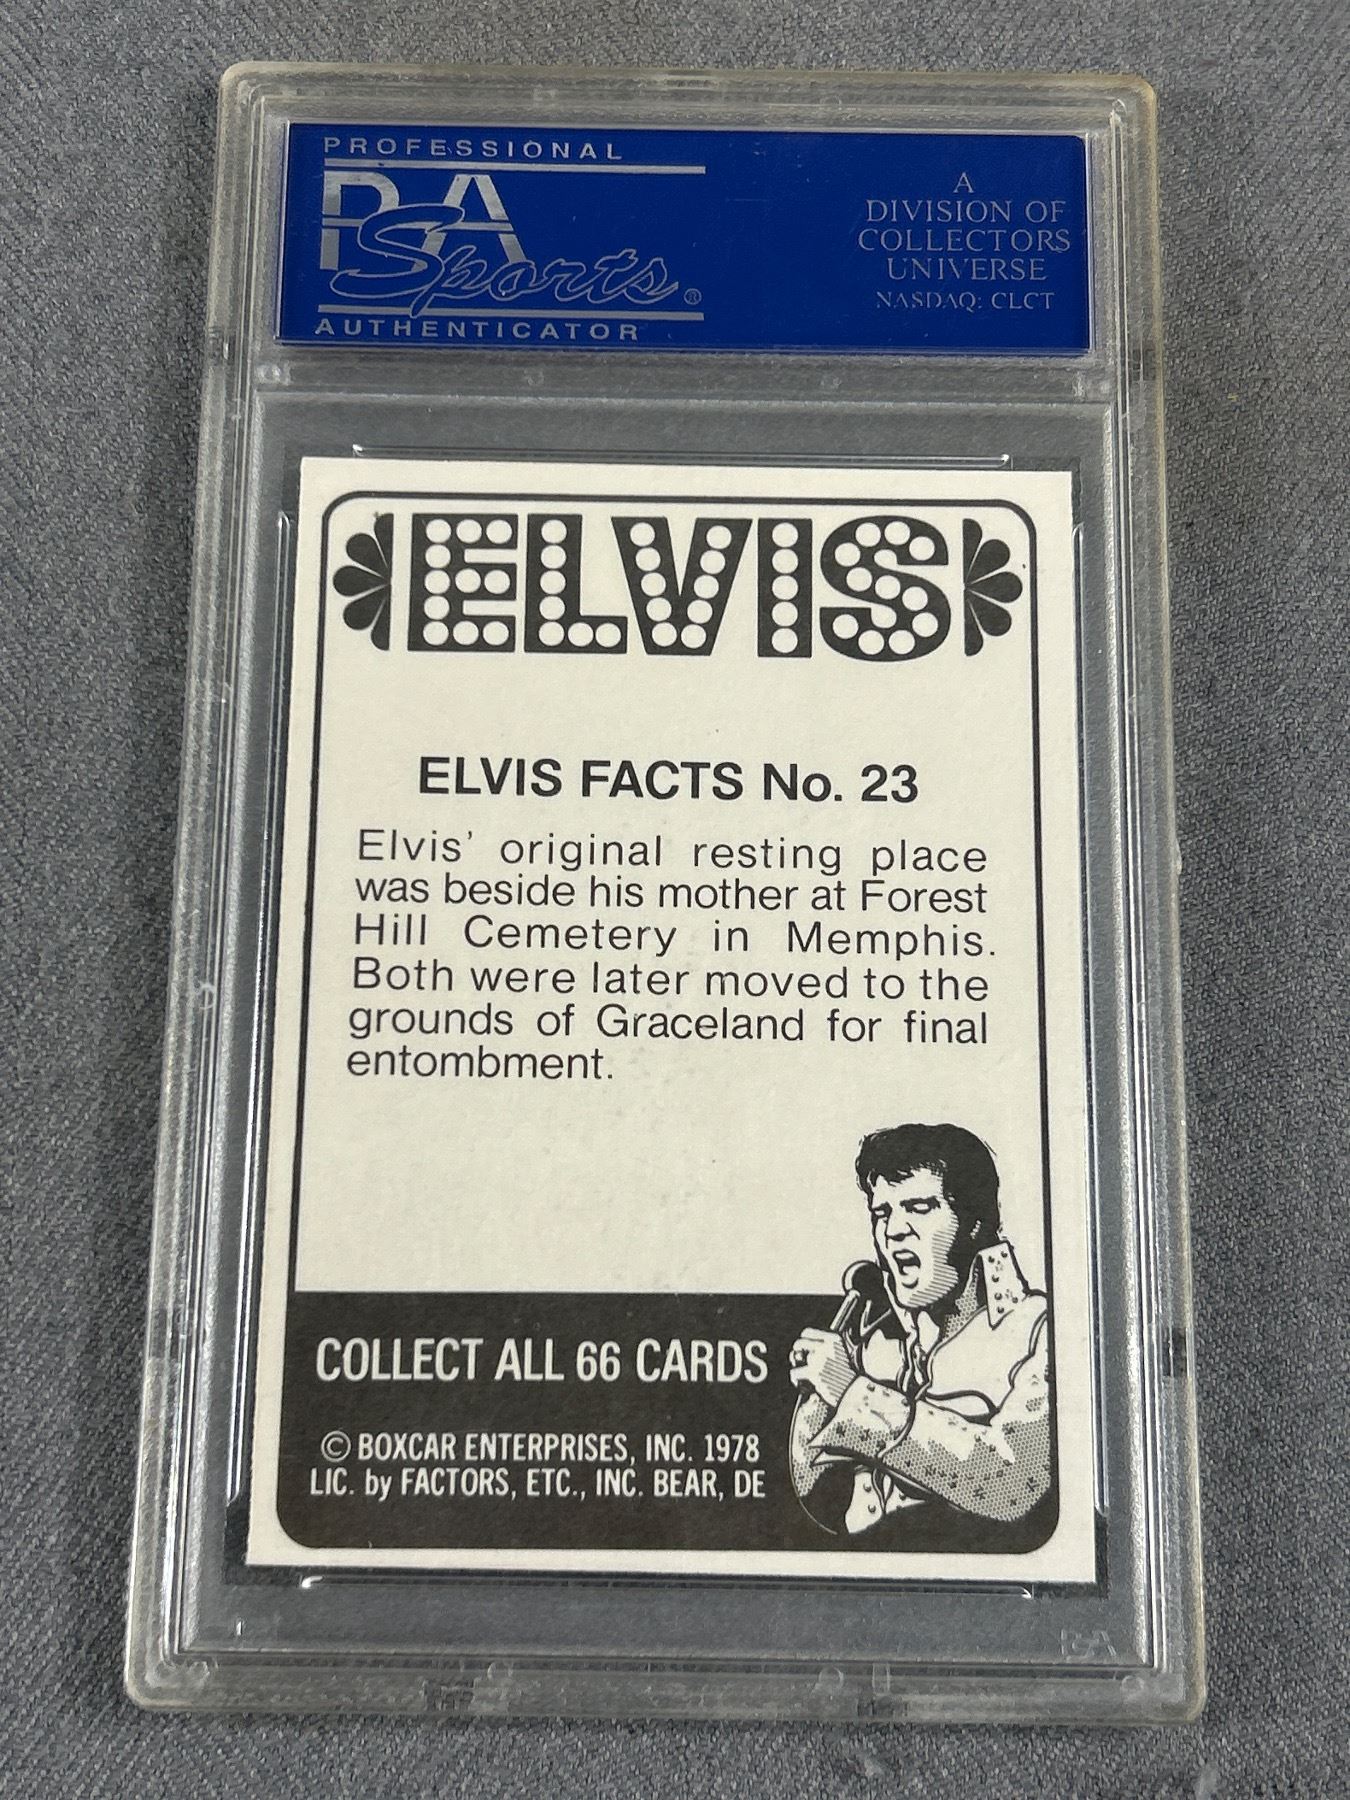 PROFESSIONAL
PSA
Sports®
AUTHENTICATOR
A
DIVISION OF
COLLECTORS
UNIVERSE
NASDAQ: CLCT
ELVIS
ELVIS FACTS No. 23
Elvis' original resting place
was beside his mother at Forest
Hill Cemetery in Memphis.
Both were later moved to the
grounds of Graceland for final
entombment.
COLLECT ALL 66 CARDS
© BOXCAR ENTERPRISES, INC. 1978
LIC. by FACTORS, ETC., INC. BEAR, DE
PSA